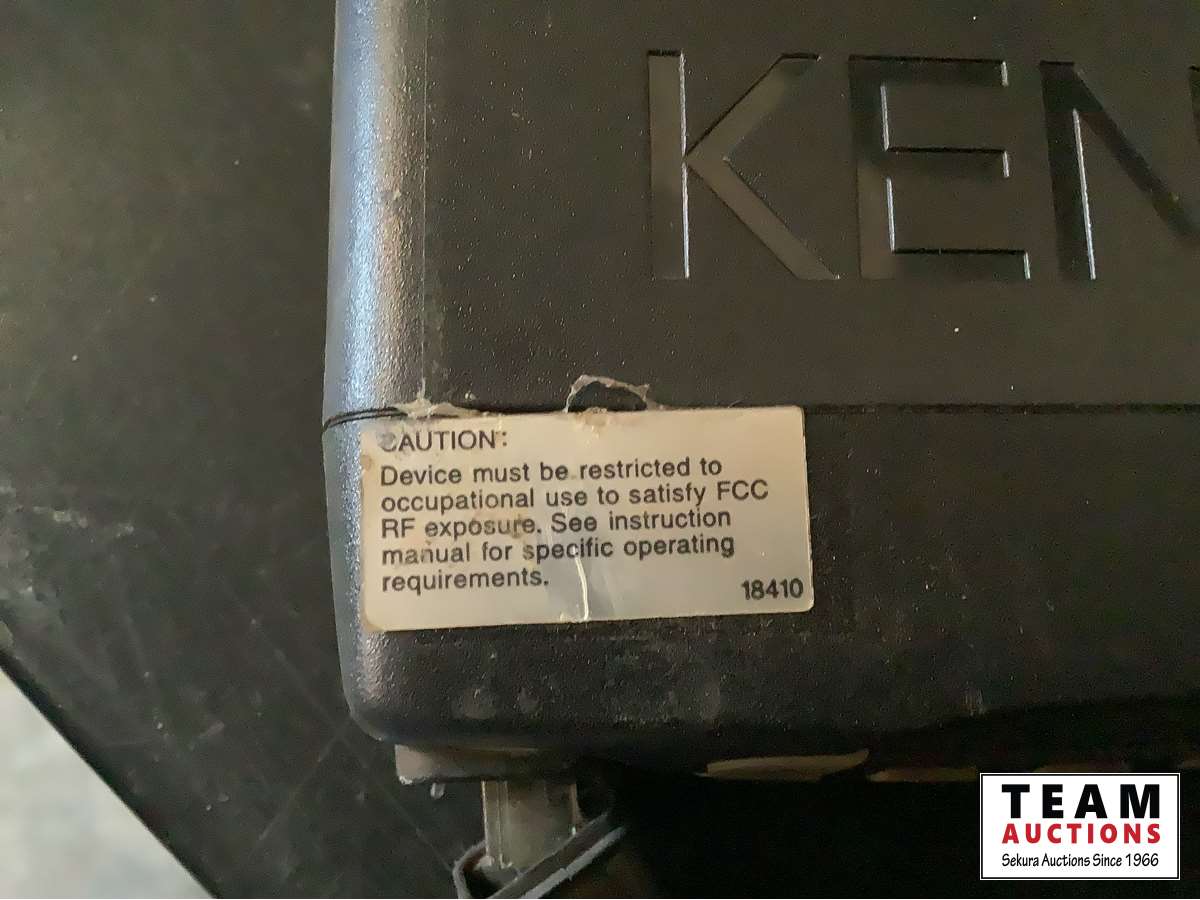 KEN
CAUTION:
Device must be restricted to
occupational use to satisfy FCC
RF exposure. See instruction
manual for specific operating
requirements.
18410
TEAM
AUCTIONS
Sekura Auctions Since 1966